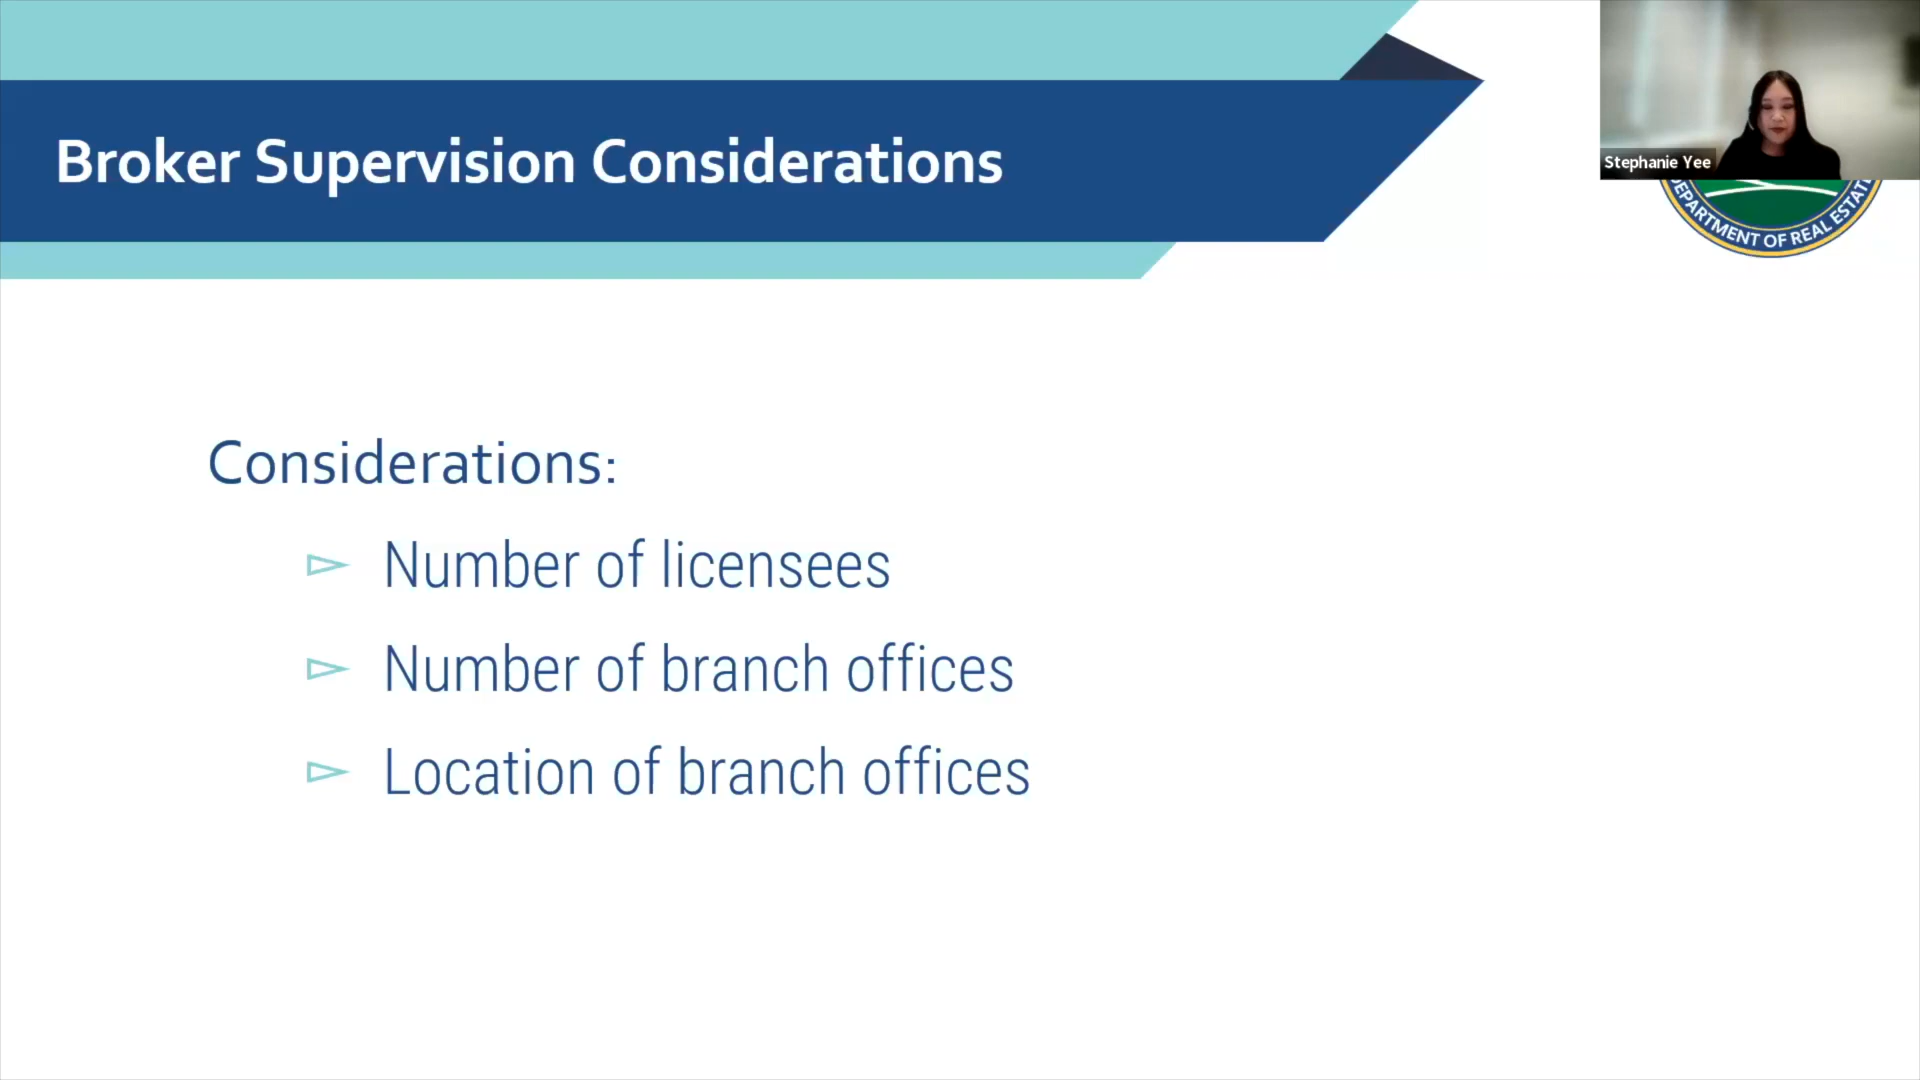 Broker Supervision Considerations
Stephanie Yee
DEPARTMENT OF REAL ESTATE
Considerations:
Number of licensees
Number of branch offices
Location of branch offices